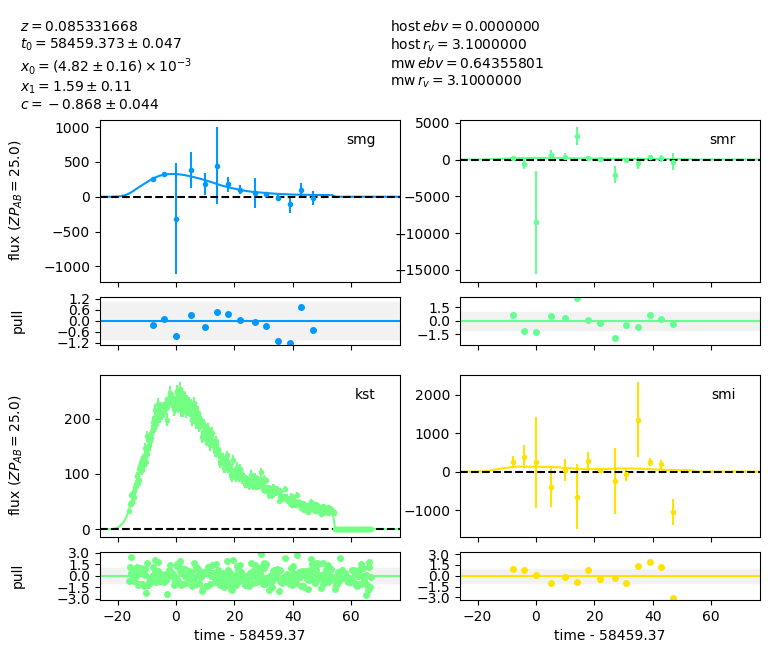 z = 0.085331668
t₀ = 58459.373 ± 0.047
x₀ = (4.82 ± 0.16) × 10⁻³
x₁ = 1.59 ± 0.11
c = −0.868 ± 0.044
host ebv = 0.0000000
host r_v = 3.1000000
mw ebv = 0.64355801
mw r_v = 3.1000000
flux (ZP_AB = 25.0)
1000
500
0
−500
−1000
smg
5000
0
−5000
−10000
−15000
smr
pull
1.2
0.6
0.0
−0.6
−1.2
1.5
0.0
−1.5
flux (ZP_AB = 25.0)
200
100
0
kst
2000
1000
0
−1000
smi
pull
3.0
1.5
0.0
−1.5
−3.0
3.0
1.5
0.0
−1.5
−3.0
−20 0 20 40 60
−20 0 20 40 60
time - 58459.37
time - 58459.37